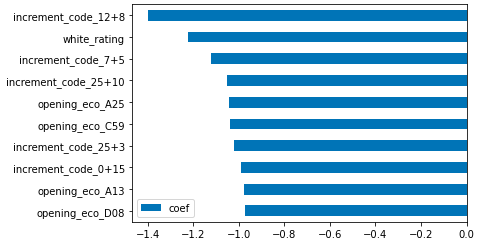 increment_code_12+8
white_rating
increment_code_7+5
increment_code_25+10
opening_eco_A25
opening_eco_C59
increment_code_25+3
increment_code_0+15
opening_eco_A13
opening_eco_D08
coef
−1.4 −1.2 −1.0 −0.8 −0.6 −0.4 −0.2 0.0